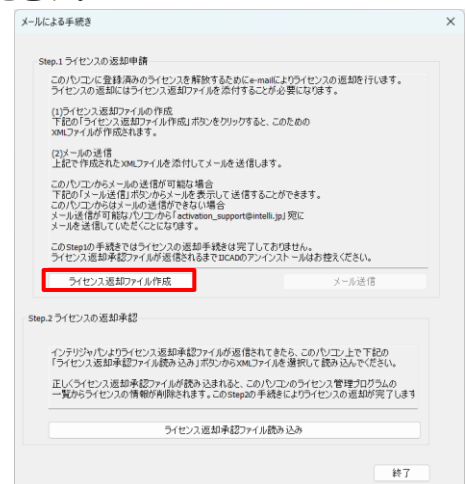 メールによる手続き
Step.1 ライセンスの返却申請
このパソコンに登録済みのライセンスを解放するためにe-mailによりライセンスの返却を行います。
ライセンスの返却にはライセンス返却ファイルを添付することが必要になります。
(1)ライセンス返却ファイルの作成
下記の「ライセンス返却ファイル作成」ボタンをクリックすると、このための
XMLファイルが作成されます。
(2)メールの送信
上記で作成されたXMLファイルを添付してメールを送信します。
このパソコンからメールの送信が可能な場合
下記の「メール送信」ボタンからメールを表示して送信することができます。
このパソコンからはメールの送信ができない場合
メール送信が可能なパソコンから「activation_support@intelli.jp」宛に
メールを送信していただくことになります。
このStep1の手続きではライセンスの返却手続きは完了しておりません。
ライセンス返却承認ファイルが返信されるまでIJCADのアンインストールはお控えください。
ライセンス返却ファイル作成
メール送信
Step.2 ライセンスの返却承認
インテリジャパンよりライセンス返却承認ファイルが返信されてきたら、このパソコン上で下記の
「ライセンス返却承認ファイル読み込み」ボタンからXMLファイルを選択して読み込んでください。
正しくライセンス返却承認ファイルが読み込まれると、このパソコンのライセンス管理プログラムの
一覧からライセンスの情報が削除されます。このStep2の手続きによりライセンスの返却が完了します
ライセンス返却承認ファイル読み込み
終了